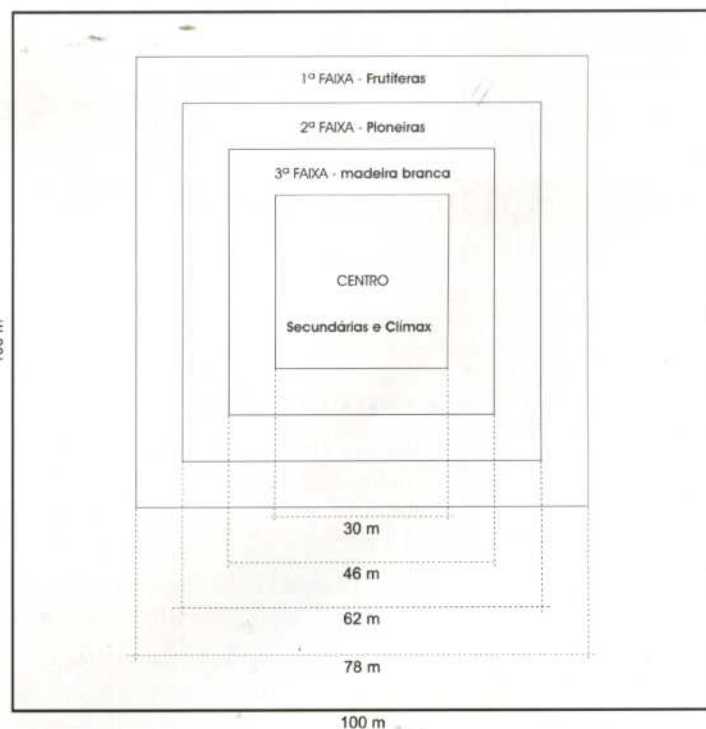 1ª FAIXA - Frutíferas
2ª FAIXA - Pioneiras
3ª FAIXA - madeira branca
CENTRO
Secundárias e Clímax
30 m
46 m
62 m
78 m
100 m